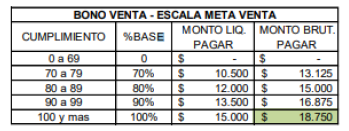 BONO VENTA - ESCALA META VENTA
CUMPLIMIENTO %BASE MONTO LIQ. PAGAR MONTO BRUT. PAGAR
0 a 69 0 $ - $ -
70 a 79 70% $ 10.500 $ 13.125
80 a 89 80% $ 12.000 $ 15.000
90 a 99 90% $ 13.500 $ 16.875
100 y mas 100% $ 15.000 $ 18.750